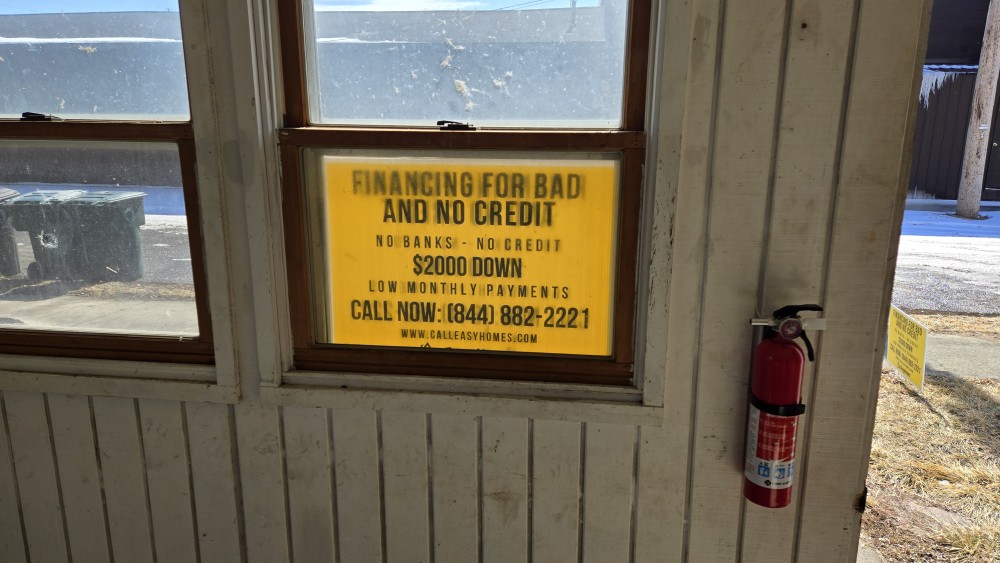 FINANCING FOR BAD
AND NO CREDIT
NO BANKS - NO CREDIT
$2000 DOWN
LOW MONTHLY PAYMENTS
CALL NOW: (844) 882-2221
WWW.CALLEASYHOMES.COM